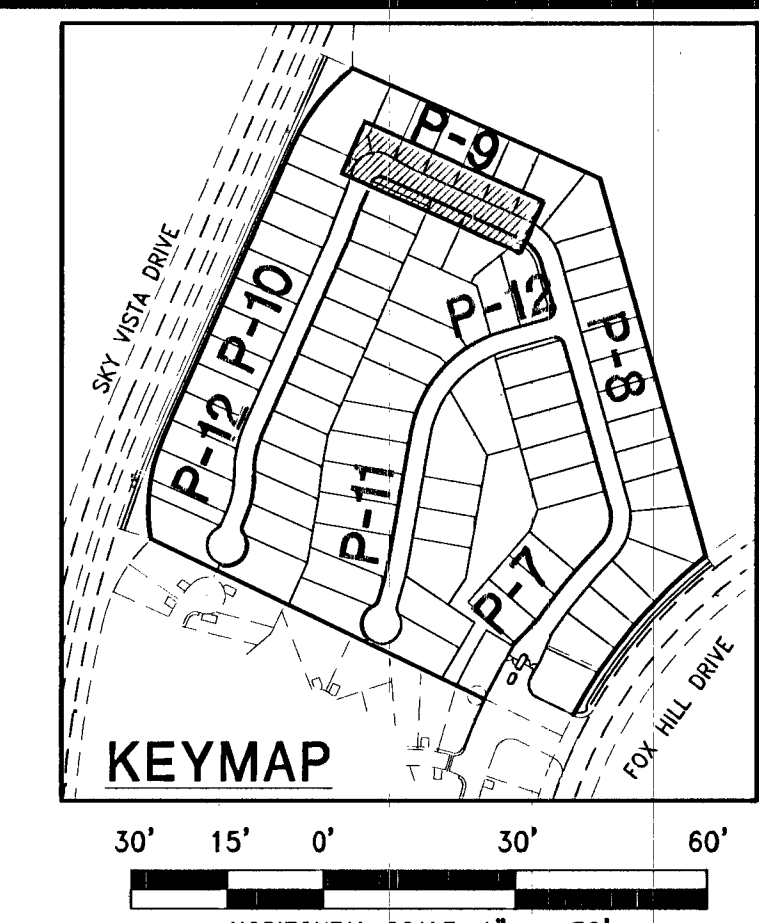 P-9
SKY VISTA DRIVE
P-10
P-12
P-8
P-12
P-11
P-7
FOX HILL DRIVE
KEYMAP
30' 15' 0' 30' 60'